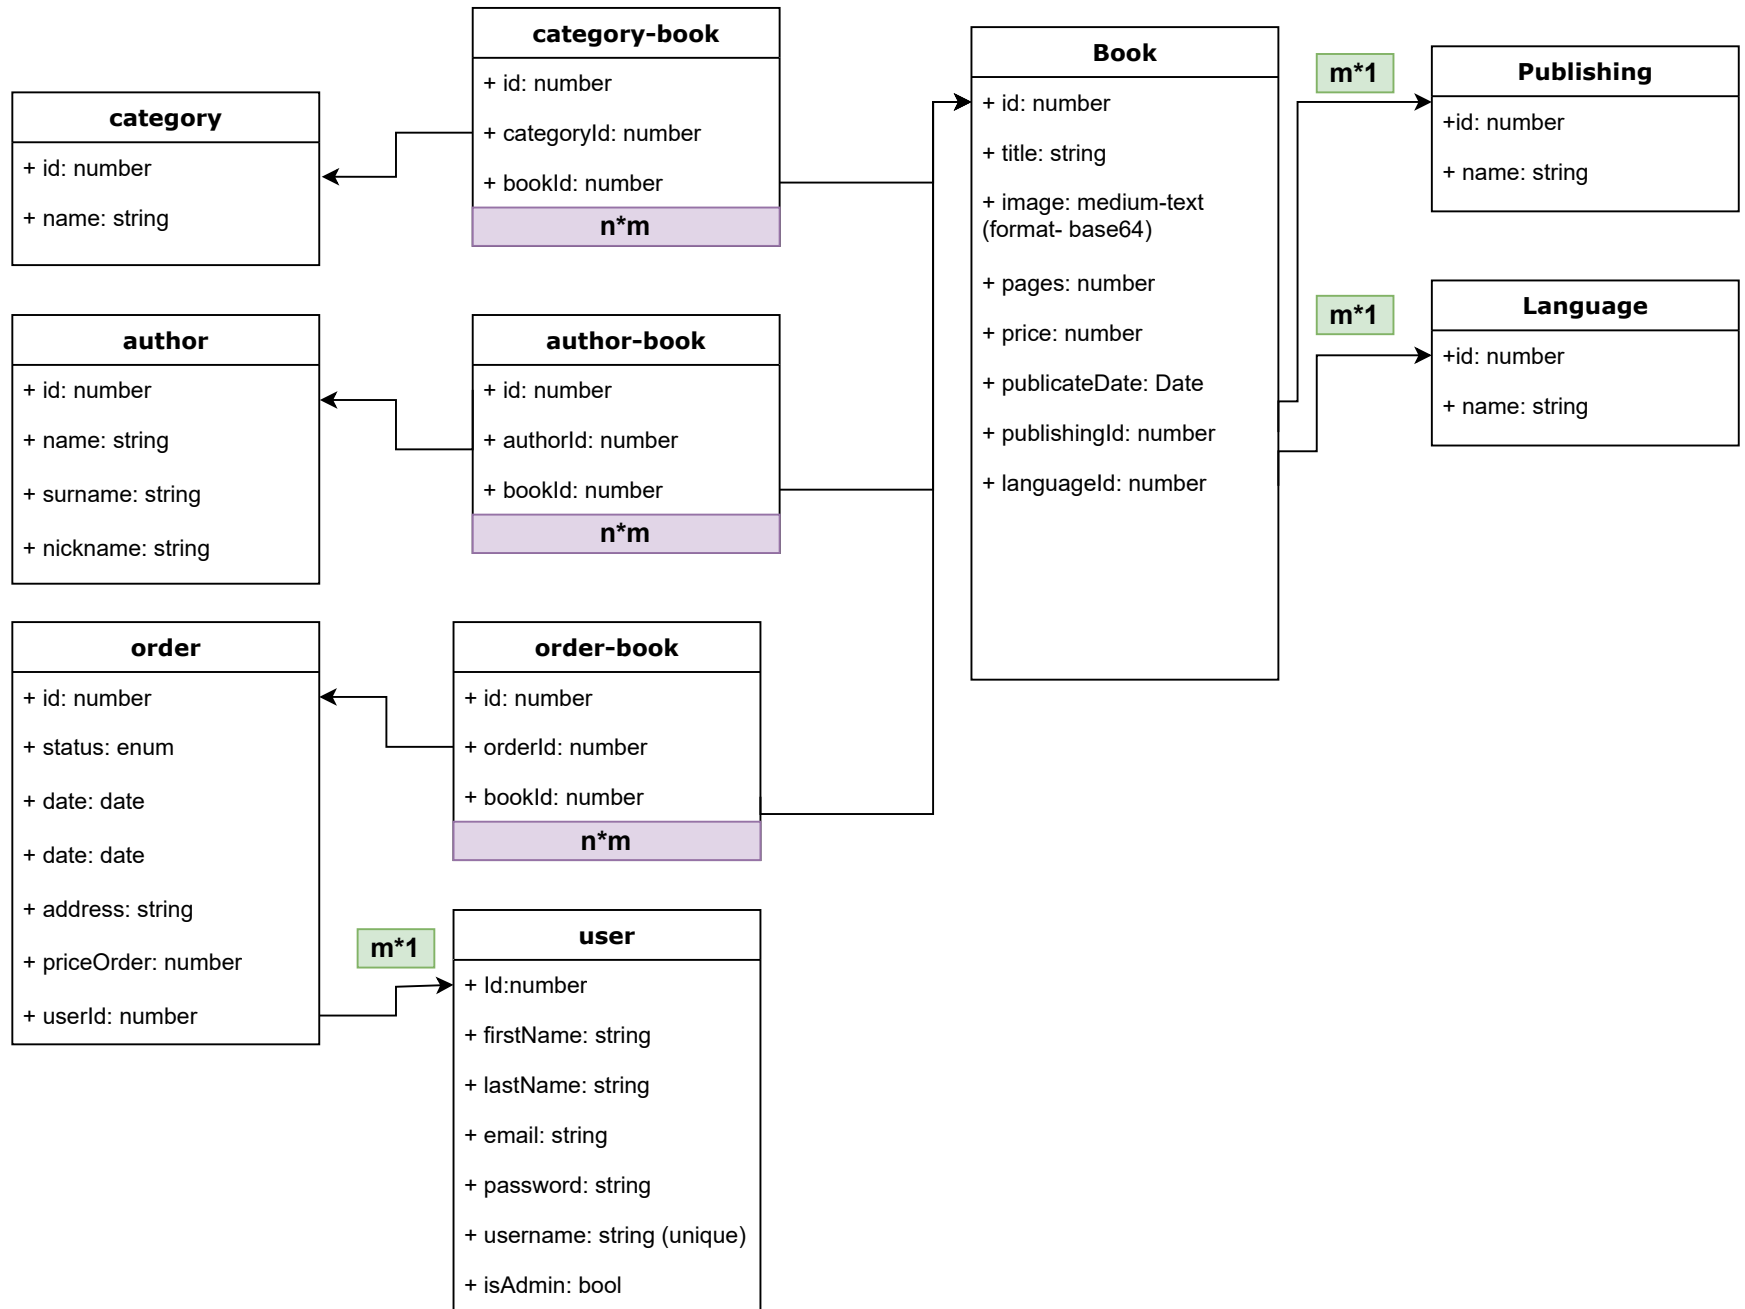 category-book
+ id: number
+ categoryId: number
+ bookId: number
n*m
category
+ id: number
+ name: string
Book
+ id: number
+ title: string
+ image: medium-text
(format- base64)
+ pages: number
+ price: number
+ publicateDate: Date
+ publishingId: number
+ languageId: number
m*1
Publishing
+id: number
+ name: string
m*1
Language
+id: number
+ name: string
author
+ id: number
+ name: string
+ surname: string
+ nickname: string
author-book
+ id: number
+ authorId: number
+ bookId: number
n*m
order
+ id: number
+ status: enum
+ date: date
+ date: date
+ address: string
+ priceOrder: number
+ userId: number
order-book
+ id: number
+ orderId: number
+ bookId: number
n*m
m*1
user
+ Id:number
+ firstName: string
+ lastName: string
+ email: string
+ password: string
+ username: string (unique)
+ isAdmin: bool